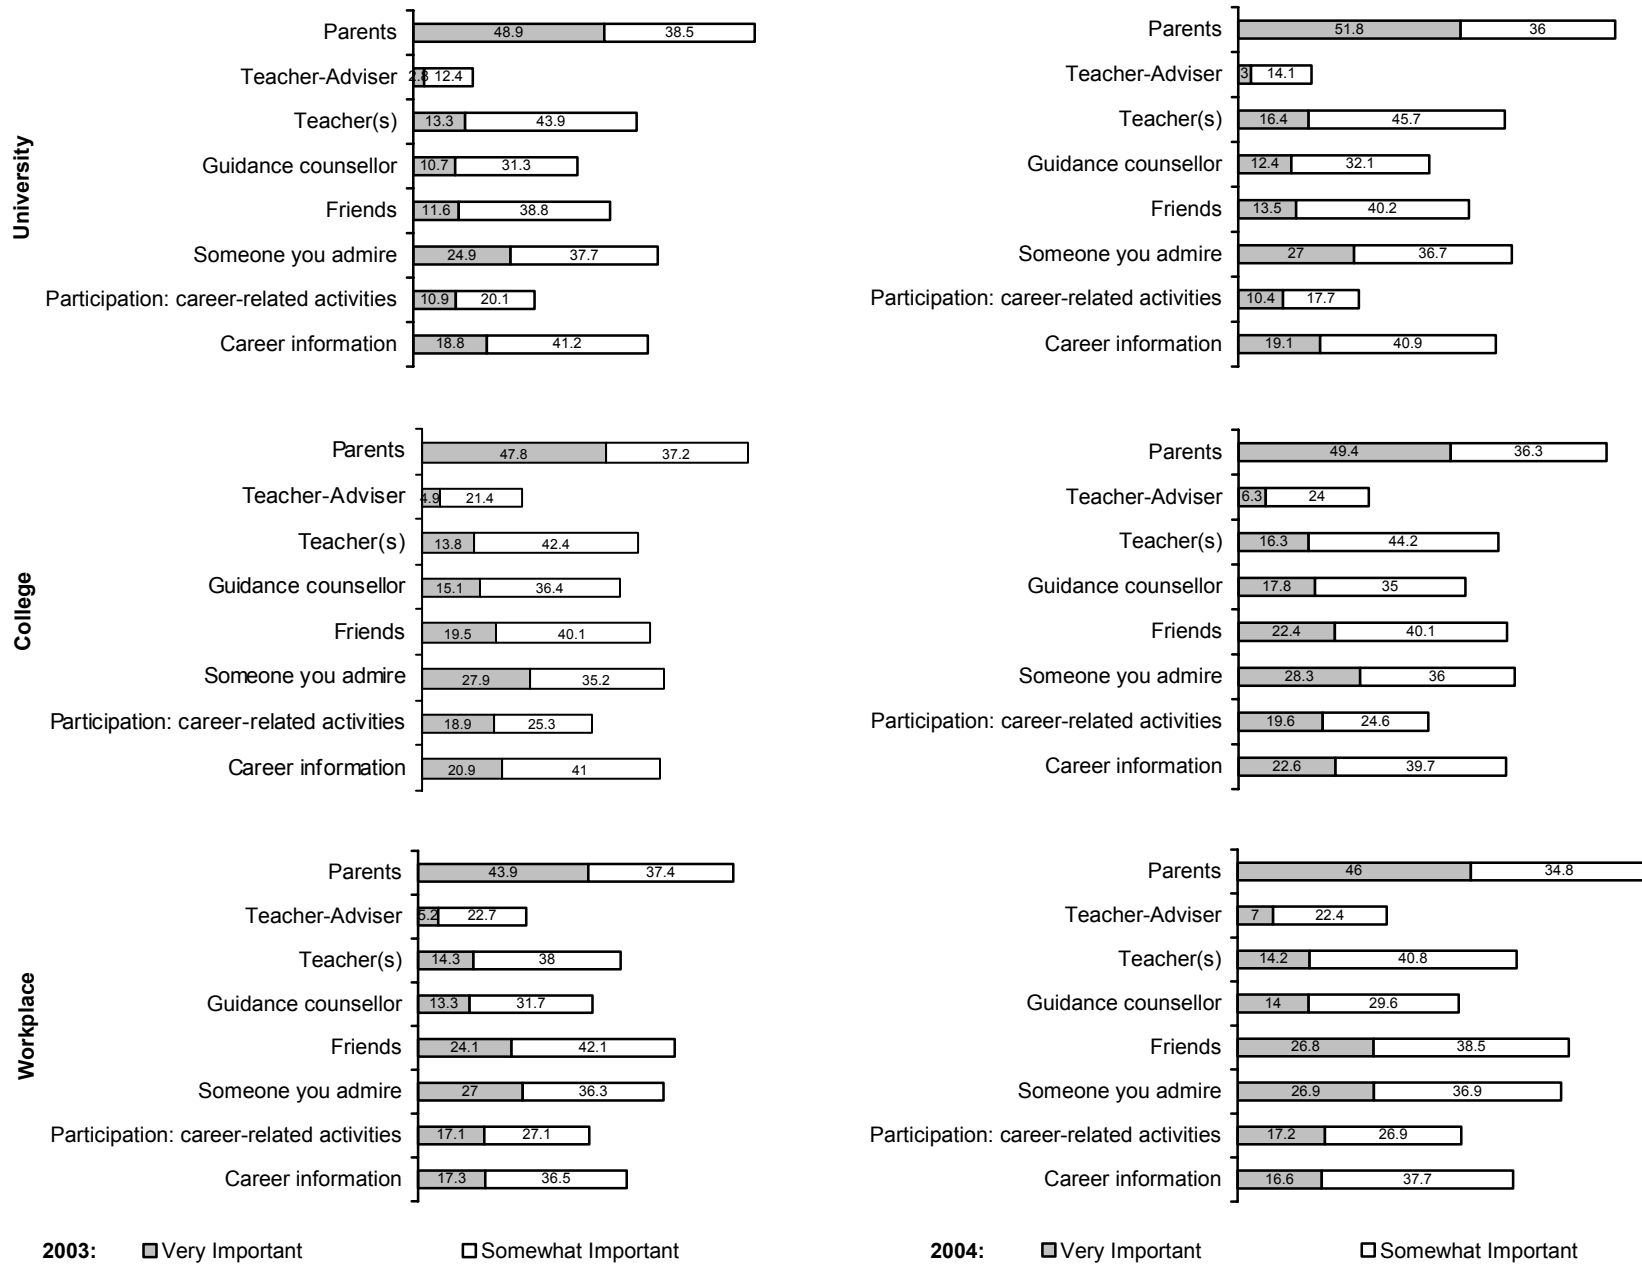 University
Parents 48.9 38.5
Teacher-Adviser 2.8 12.4
Teacher(s) 13.3 43.9
Guidance counsellor 10.7 31.3
Friends 11.6 38.8
Someone you admire 24.9 37.7
Participation: career-related activities 10.9 20.1
Career information 18.8 41.2
Parents 51.8 36
Teacher-Adviser 3 14.1
Teacher(s) 16.4 45.7
Guidance counsellor 12.4 32.1
Friends 13.5 40.2
Someone you admire 27 36.7
Participation: career-related activities 10.4 17.7
Career information 19.1 40.9
College
Parents 47.8 37.2
Teacher-Adviser 4.9 21.4
Teacher(s) 13.8 42.4
Guidance counsellor 15.1 36.4
Friends 19.5 40.1
Someone you admire 27.9 35.2
Participation: career-related activities 18.9 25.3
Career information 20.9 41
Parents 49.4 36.3
Teacher-Adviser 6.3 24
Teacher(s) 16.3 44.2
Guidance counsellor 17.8 35
Friends 22.4 40.1
Someone you admire 28.3 36
Participation: career-related activities 19.6 24.6
Career information 22.6 39.7
Workplace
Parents 43.9 37.4
Teacher-Adviser 5.2 22.7
Teacher(s) 14.3 38
Guidance counsellor 13.3 31.7
Friends 24.1 42.1
Someone you admire 27 36.3
Participation: career-related activities 17.1 27.1
Career information 17.3 36.5
Parents 46 34.8
Teacher-Adviser 7 22.4
Teacher(s) 14.2 40.8
Guidance counsellor 14 29.6
Friends 26.8 38.5
Someone you admire 26.9 36.9
Participation: career-related activities 17.2 26.9
Career information 16.6 37.7
2003: Very Important Somewhat Important
2004: Very Important Somewhat Important